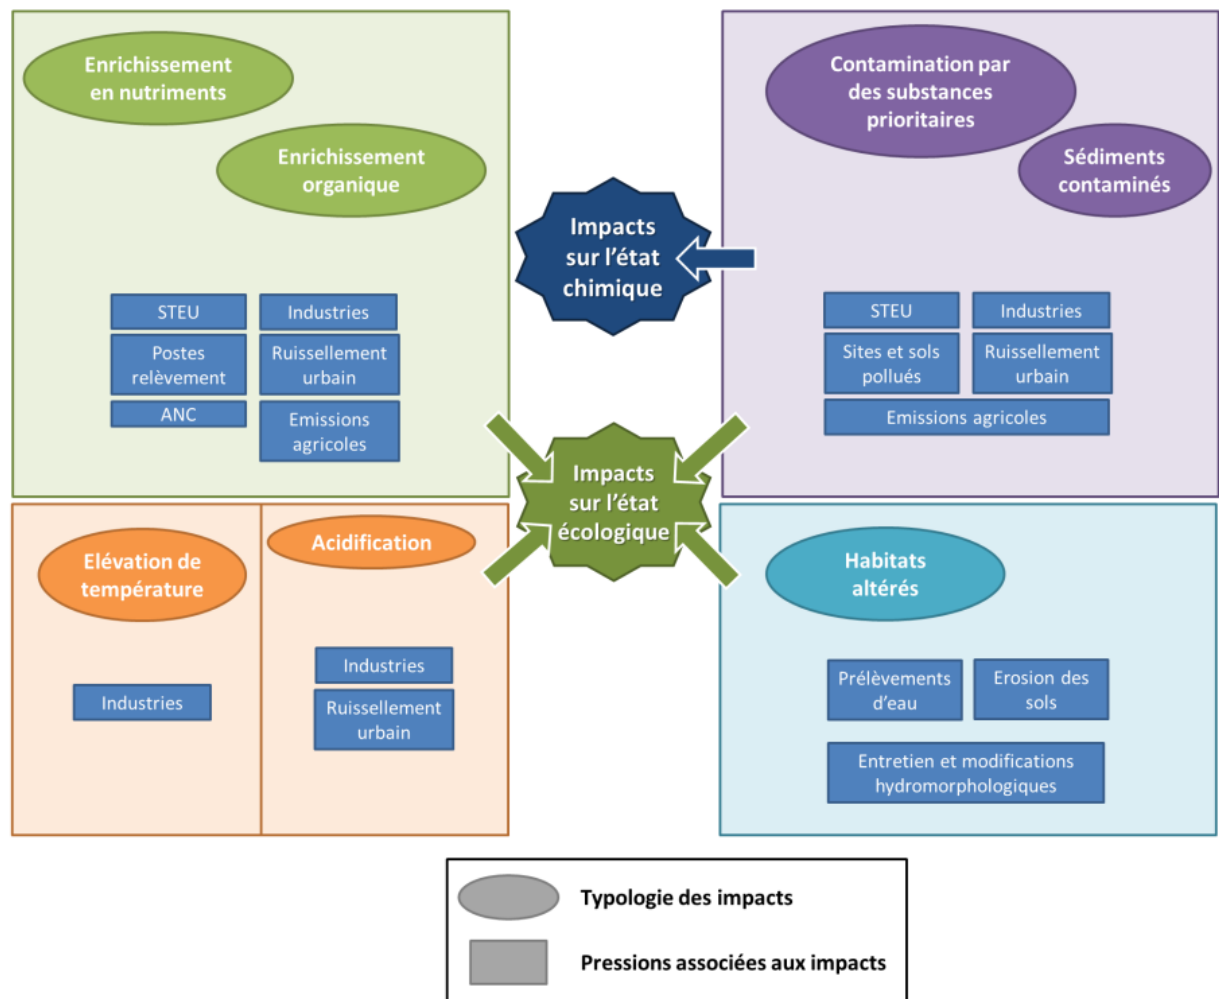 Enrichissement
en nutriments
Enrichissement
organique
STEU
Industries
Postes
relèvement
Ruissellement
urbain
ANC
Emissions
agricoles
Contamination par
des substances
prioritaires
Sédiments
contaminés
STEU
Industries
Sites et sols
pollués
Ruissellement
urbain
Emissions agricoles
Impacts
sur l'état
chimique
Impacts
sur l'état
écologique
Elévation de
température
Industries
Acidification
Industries
Ruissellement
urbain
Habitats
altérés
Prélèvements
d'eau
Erosion des
sols
Entretien et modifications
hydromorphologiques
Typologie des impacts
Pressions associées aux impacts